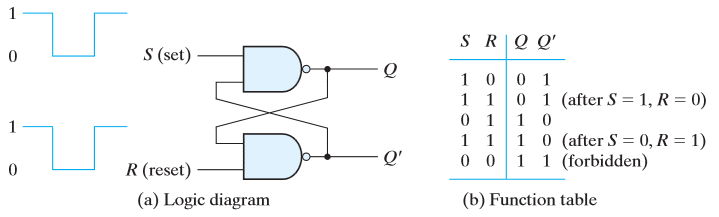 1
0
S (set)
Q
1
0
R (reset)
Q'
(a) Logic diagram
S R Q Q'
1 0 0 1
1 1 0 1 (after S = 1, R = 0)
0 1 1 0
1 1 1 0 (after S = 0, R = 1)
0 0 1 1 (forbidden)
(b) Function table